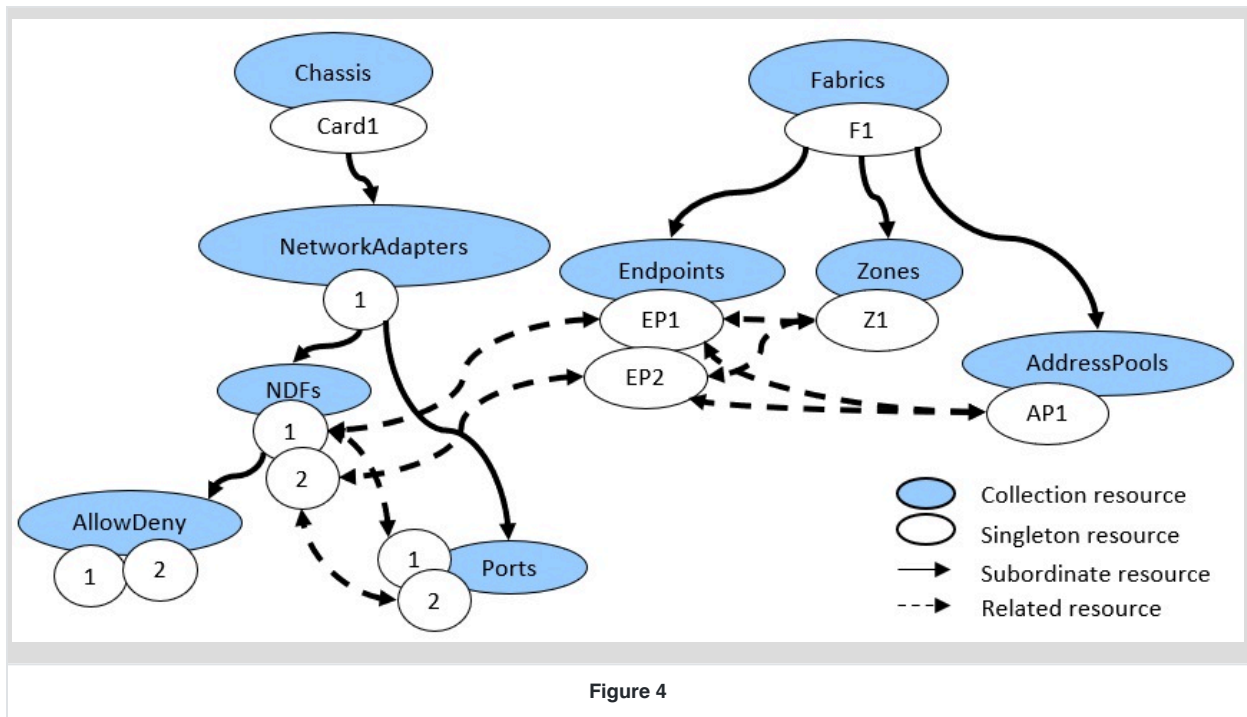 Chassis
Card1
NetworkAdapters
1
NDFs
1
2
AllowDeny
1
2
1
2
Ports
Fabrics
F1
Endpoints
EP1
EP2
Zones
Z1
AddressPools
AP1
Collection resource
Singleton resource
Subordinate resource
Related resource
Figure 4